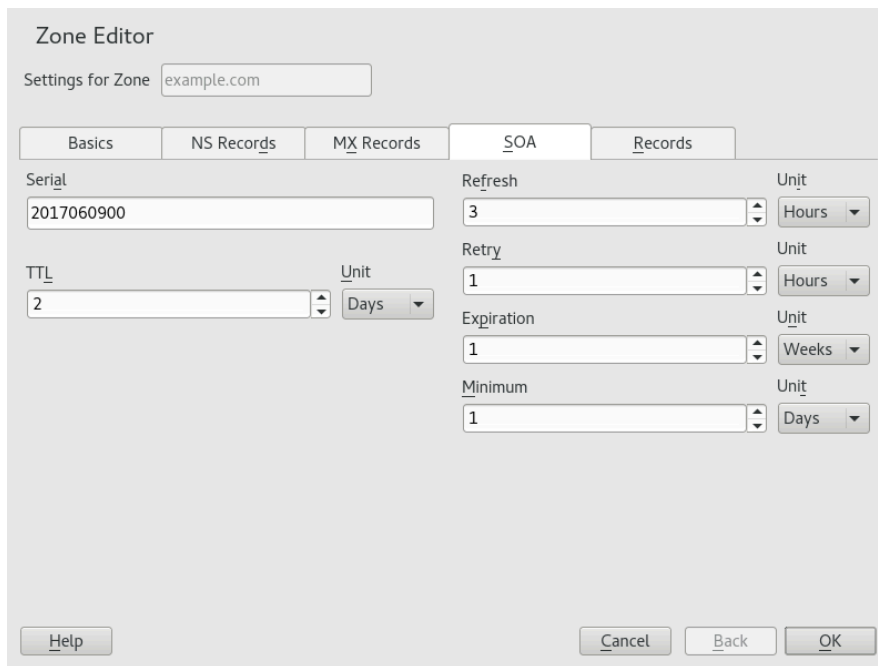 Zone Editor
Settings for Zone example.com
Basics NS Records MX Records SOA Records
Serial
2017060900
TTL Unit
2 Days
Refresh Unit
3 Hours
Retry Unit
1 Hours
Expiration Unit
1 Weeks
Minimum Unit
1 Days
Help Cancel Back OK